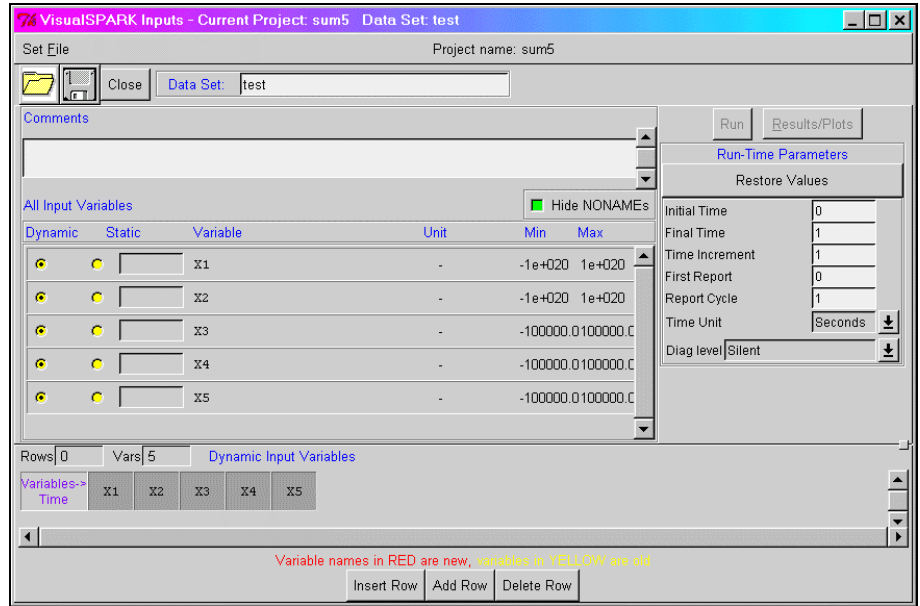 VisualSPARK Inputs - Current Project: sum5 Data Set: test
Set File Project name: sum5
Close Data Set: test
Comments
Run Results/Plots
Run-Time Parameters
Restore Values
All Input Variables Hide NONAMEs
Dynamic Static Variable Unit Min Max
X1 - -1e+020 1e+020
X2 - -1e+020 1e+020
X3 - -100000.0100000.0
X4 - -100000.0100000.0
X5 - -100000.0100000.0
Initial Time 0
Final Time 1
Time Increment 1
First Report 0
Report Cycle 1
Time Unit Seconds
Diag level Silent
Rows 0 Vars 5 Dynamic Input Variables
Variables->
Time X1 X2 X3 X4 X5
Variable names in RED are new, variables in YELLOW are old
Insert Row Add Row Delete Row